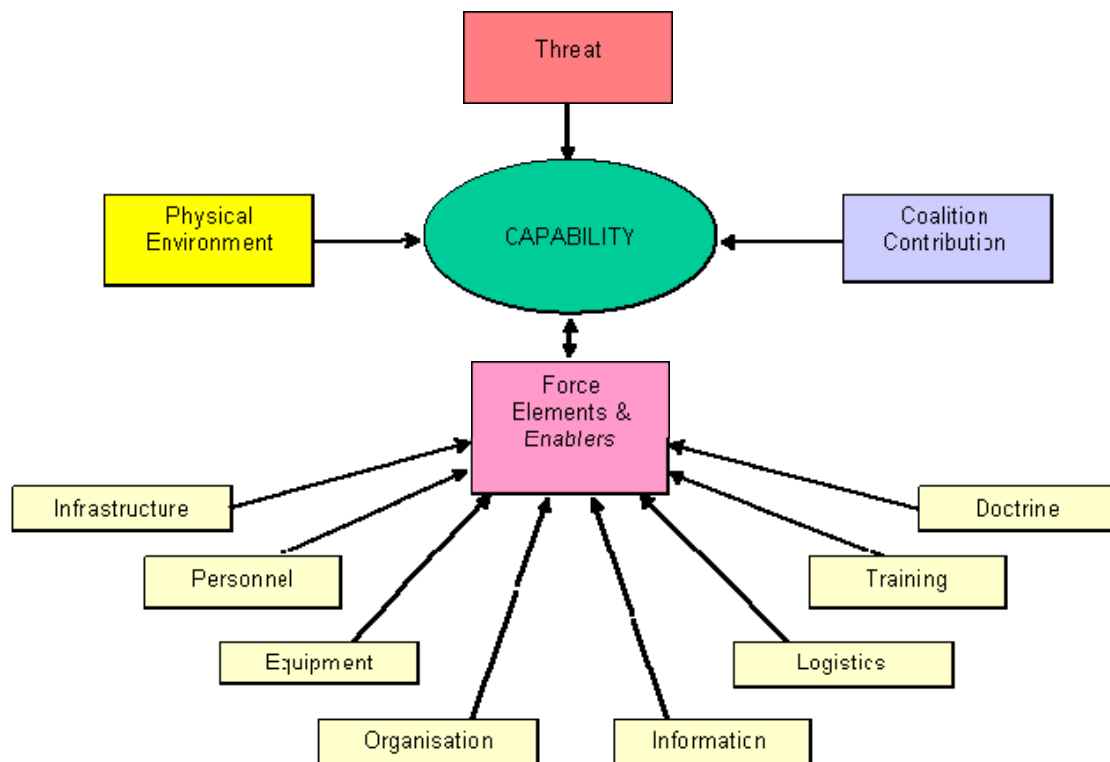 Threat
Physical
Environment
CAPABILITY
Coalition
Contribution
Force
Elements &
Enablers
Infrastructure
Doctrine
Personnel
Training
Equipment
Logistics
Organisation
Information